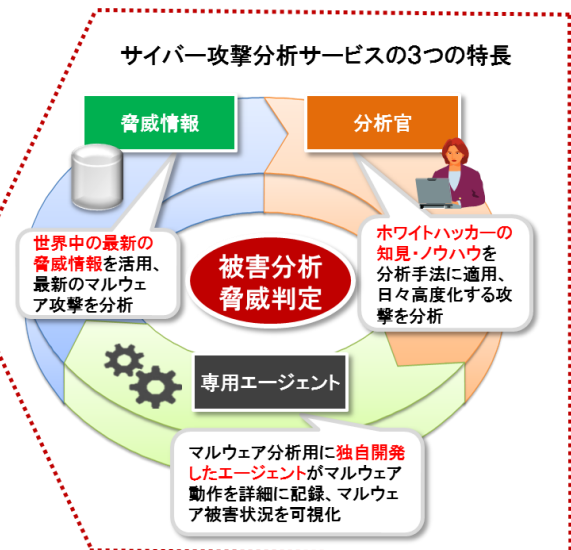 サイバー攻撃分析サービスの3つの特長
脅威情報
分析官
世界中の最新の
脅威情報を活用、
最新のマルウェ
ア攻撃を分析
ホワイトハッカーの
知見・ノウハウを
分析手法に適用、
日々高度化する攻
撃を分析
被害分析
脅威判定
専用エージェント
マルウェア分析用に独自開発
したエージェントがマルウェア
動作を詳細に記録、マルウェ
ア被害状況を可視化